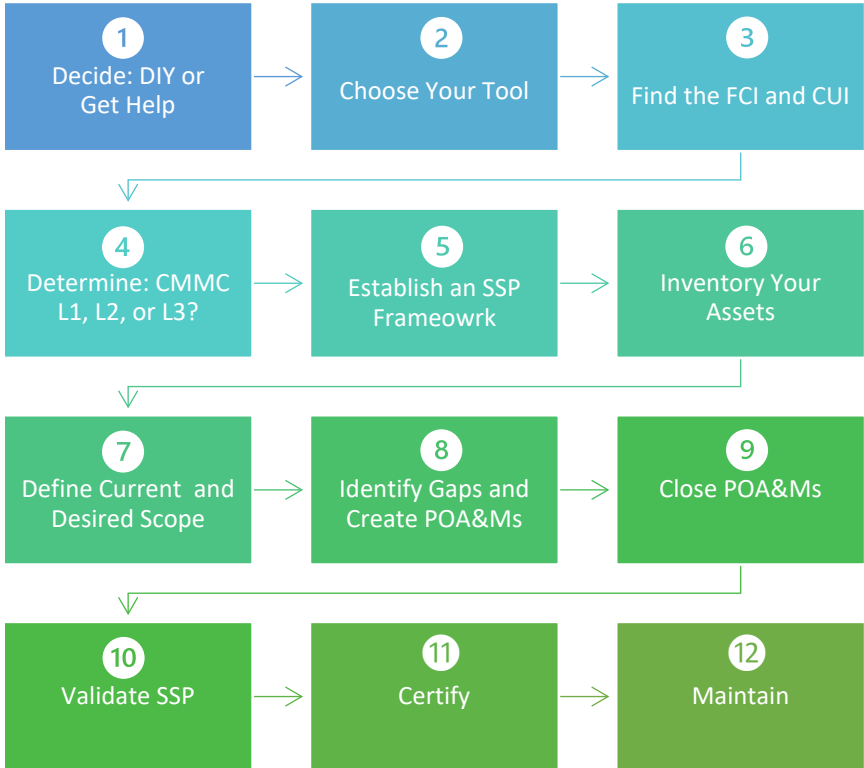 1
Decide: DIY or
Get Help
2
Choose Your Tool
3
Find the FCI and CUI
4
Determine: CMMC
L1, L2, or L3?
5
Establish an SSP
Frameowrk
6
Inventory Your
Assets
7
Define Current and
Desired Scope
8
Identify Gaps and
Create POA&Ms
9
Close POA&Ms
10
Validate SSP
11
Certify
12
Maintain